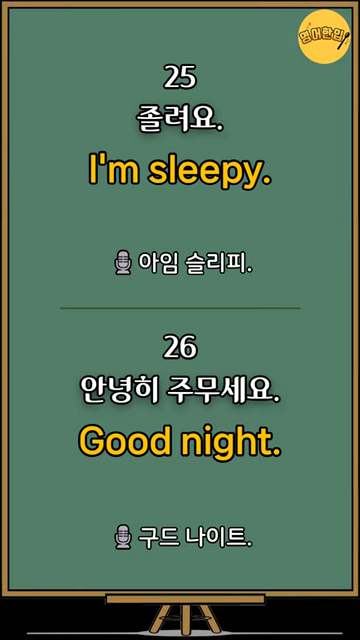 영어한입
25
졸려요.
I'm sleepy.
아임 슬리피.
26
안녕히 주무세요.
Good night.
구드 나이트.